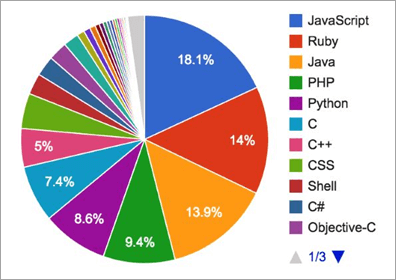 18.1%
14%
13.9%
9.4%
8.6%
7.4%
5%
JavaScript
Ruby
Java
PHP
Python
C
C++
CSS
Shell
C#
Objective-C
1/3